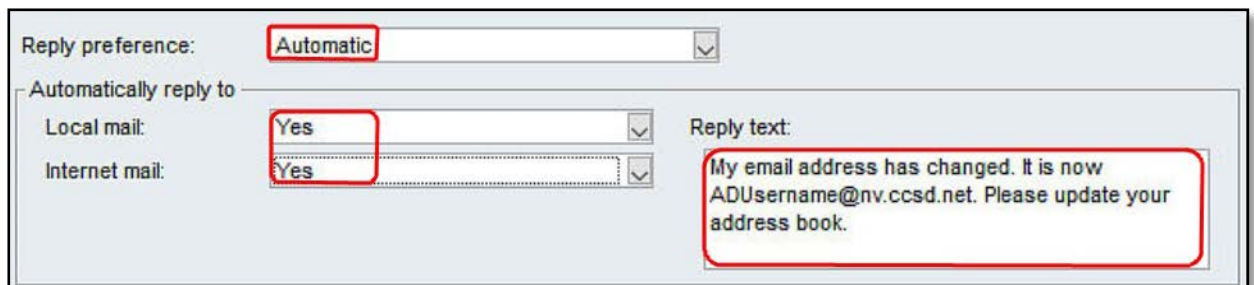 Reply preference: Automatic
Automatically reply to
Local mail: Yes
Internet mail: Yes
Reply text:
My email address has changed. It is now
ADUsername@nv.ccsd.net. Please update your
address book.